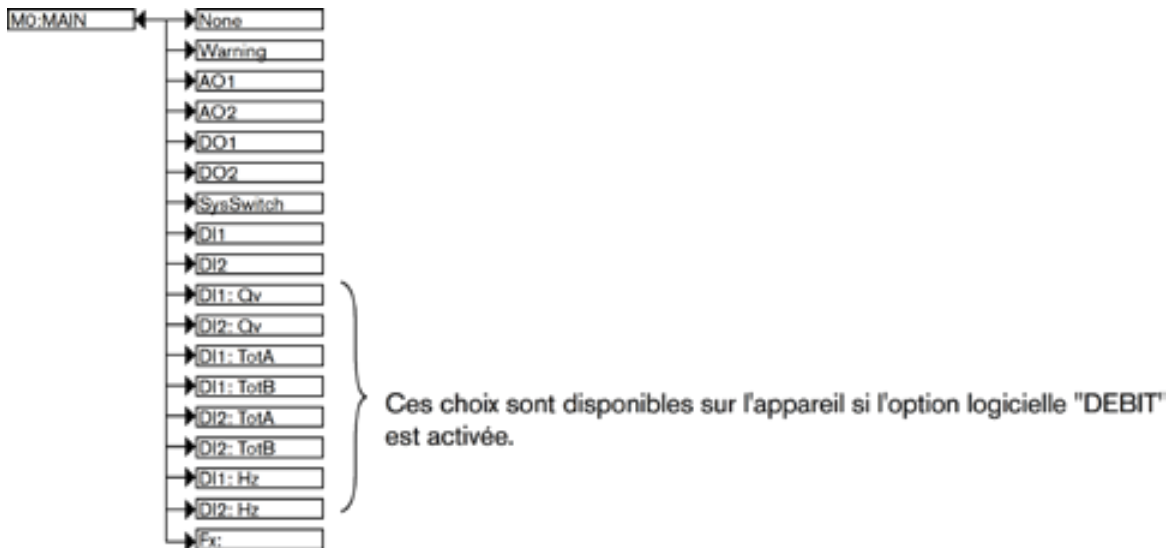 M0:MAIN
None
Warning
AO1
AO2
DO1
DO2
SysSwitch
DI1
DI2
DI1: Qv
DI2: Qv
DI1: TotA
DI1: TotB
DI2: TotA
DI2: TotB
DI1: Hz
DI2: Hz
Fx:
Ces choix sont disponibles sur l'appareil si l'option logicielle "DEBIT"
est activée.